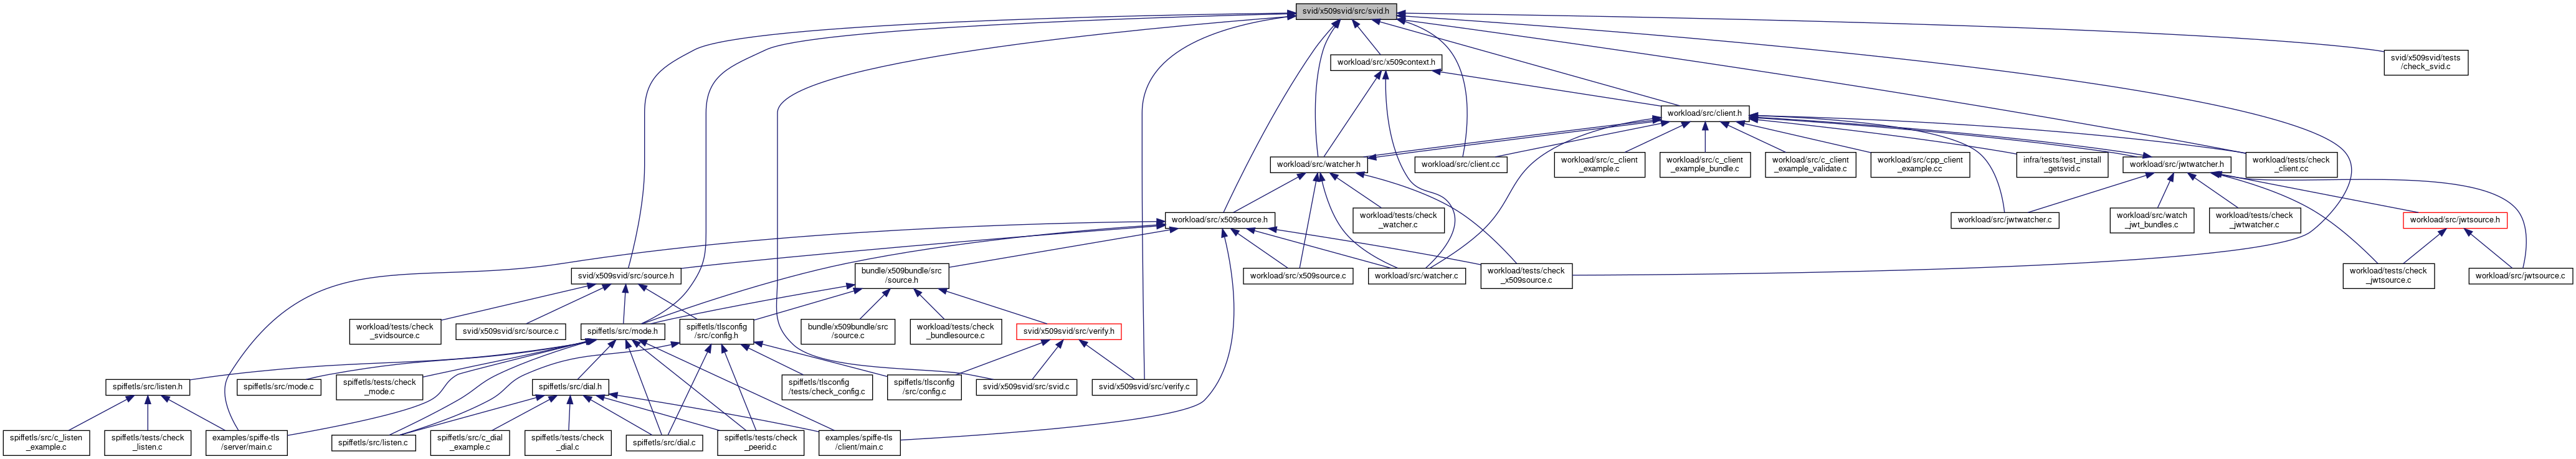 svid/x509svid/src/svid.h
workload/src/x509context.h
svid/x509svid/tests
/check_svid.c
workload/src/client.h
workload/src/watcher.h
workload/src/client.cc
workload/src/c_client
_example.c
workload/src/c_client
_example_bundle.c
workload/src/c_client
_example_validate.c
workload/src/cpp_client
_example.cc
infra/tests/test_install
_getsvid.c
workload/src/jwtwatcher.h
workload/tests/check
_client.cc
workload/src/x509source.h
workload/tests/check
_watcher.c
workload/src/jwtwatcher.c
workload/src/watch
_jwt_bundles.c
workload/tests/check
_jwtwatcher.c
workload/src/jwtsource.h
svid/x509svid/src/source.h
bundle/x509bundle/src
/source.h
workload/src/x509source.c
workload/src/watcher.c
workload/tests/check
_x509source.c
workload/tests/check
_jwtsource.c
workload/src/jwtsource.c
workload/tests/check
_svidsource.c
svid/x509svid/src/source.c
spiffetls/src/mode.h
spiffetls/tlsconfig
/src/config.h
bundle/x509bundle/src
/source.c
workload/tests/check
_bundlesource.c
svid/x509svid/src/verify.h
spiffetls/src/listen.h
spiffetls/src/mode.c
spiffetls/tests/check
_mode.c
spiffetls/src/dial.h
spiffetls/tlsconfig
/tests/check_config.c
spiffetls/tlsconfig
/src/config.c
svid/x509svid/src/svid.c
svid/x509svid/src/verify.c
spiffetls/src/c_listen
_example.c
spiffetls/tests/check
_listen.c
examples/spiffe-tls
/server/main.c
spiffetls/src/listen.c
spiffetls/src/c_dial
_example.c
spiffetls/tests/check
_dial.c
spiffetls/src/dial.c
spiffetls/tests/check
_peerid.c
examples/spiffe-tls
/client/main.c